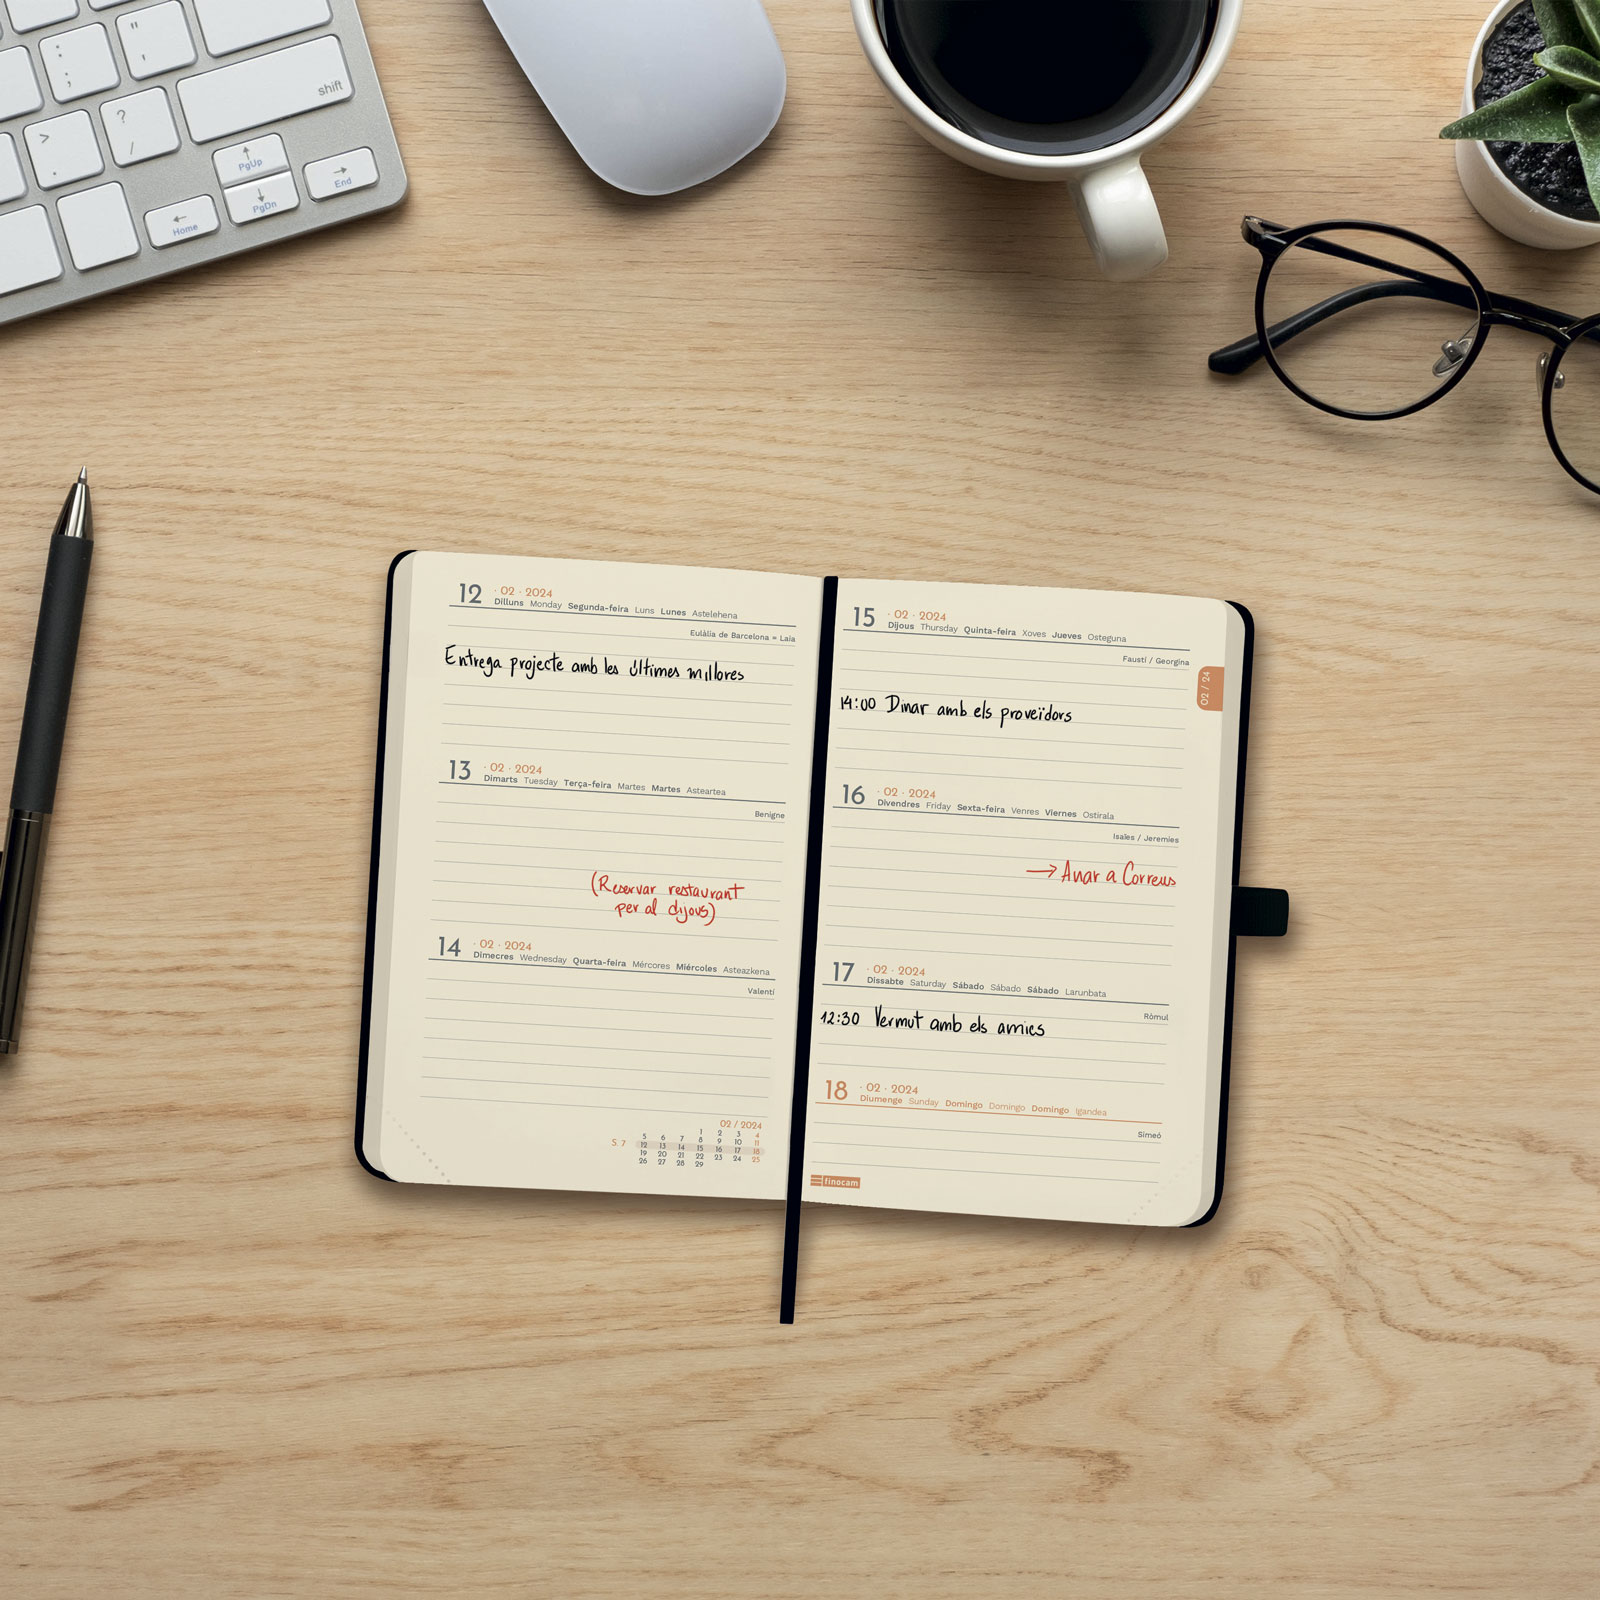 " '
: ;
shift
? /
> .
PgUp
PgDn
Home
End
12 · 02 · 2024
Dilluns Monday Segunda-feira Luns Lunes Astelehena
Eulàlia de Barcelona = Laia
Entrega projecte amb les últimes millores
13 · 02 · 2024
Dimarts Tuesday Terça-feira Martes Martes Asteartea
Benigne
(Reservar restaurant
per al dijous)
14 · 02 · 2024
Dimecres Wednesday Quarta-feira Mércores Miércoles Asteazkena
Valentí
02 / 2024
1 2 3 4
5 6 7 8 9 10 11
S. 7 12 13 14 15 16 17 18
19 20 21 22 23 24 25
26 27 28 29
15 · 02 · 2024
Dijous Thursday Quinta-feira Xoves Jueves Osteguna
Faustí / Georgina
02 / 24
14:00 Dinar amb els proveïdors
16 · 02 · 2024
Divendres Friday Sexta-feira Venres Viernes Ostirala
Isaïes / Jeremies
→ Anar a Correus
17 · 02 · 2024
Dissabte Saturday Sábado Sábado Sábado Larunbata
Ròmul
12:30 Vermut amb els amics
18 · 02 · 2024
Diumenge Sunday Domingo Domingo Domingo Igandea
Simeó
finocam